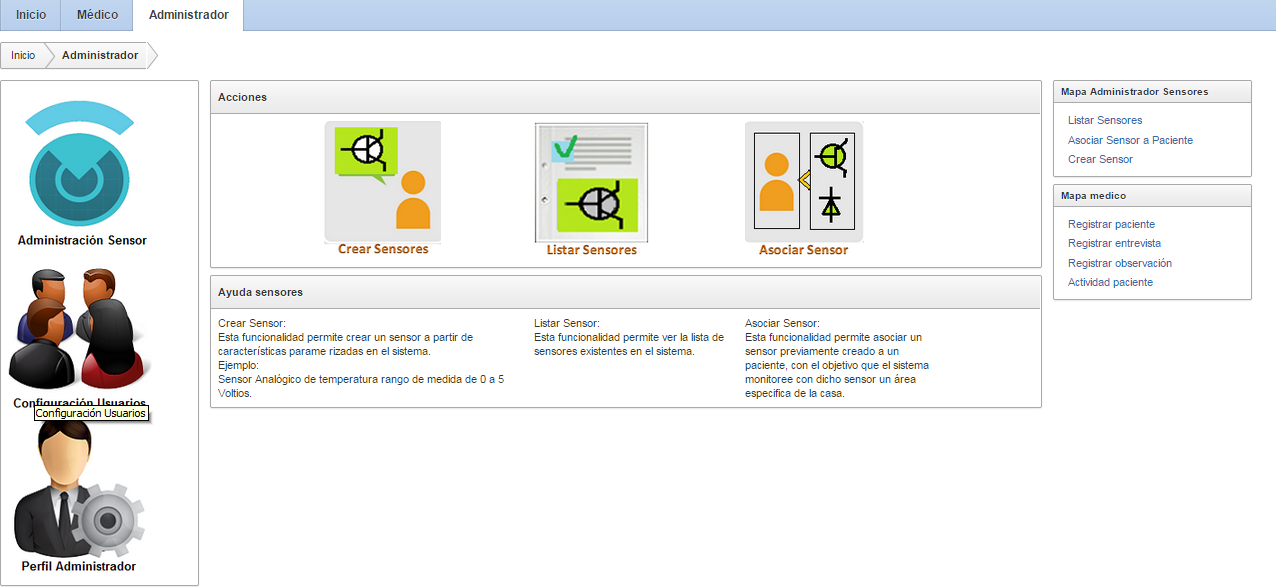 Inicio Médico Administrador
Inicio Administrador
Administración Sensor
Configuración Usuarios
Configuración Usuarios
Perfil Administrador
Acciones
Crear Sensores Listar Sensores Asociar Sensor
Ayuda sensores
Crear Sensor:
Esta funcionalidad permite crear un sensor a partir de
características parame rizadas en el sistema.
Ejemplo:
Sensor Analógico de temperatura rango de medida de 0 a 5
Voltios.
Listar Sensor:
Esta funcionalidad permite ver la lista de
sensores existentes en el sistema.
Asociar Sensor:
Esta funcionalidad permite asociar un
sensor previamente creado a un
paciente, con el objetivo que el sistema
monitoree con dicho sensor un área
especifica de la casa.
Mapa Administrador Sensores
Listar Sensores
Asociar Sensor a Paciente
Crear Sensor
Mapa medico
Registrar paciente
Registrar entrevista
Registrar observación
Actividad paciente